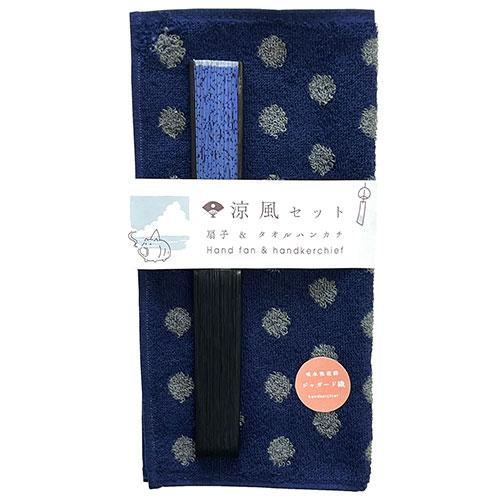 涼風セット
扇子 & タオルハンカチ
Hand fan & handkerchief
ジャガード織
handkerchief